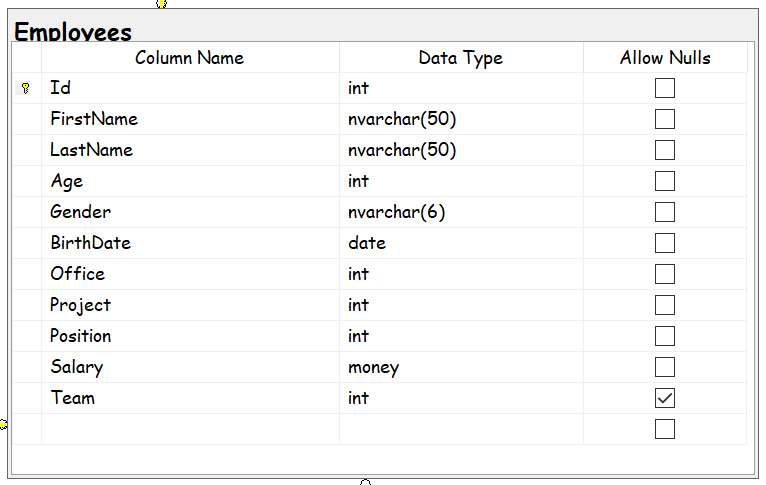 Employees
Column Name Data Type Allow Nulls
Id int
FirstName nvarchar(50)
LastName nvarchar(50)
Age int
Gender nvarchar(6)
BirthDate date
Office int
Project int
Position int
Salary money
Team int